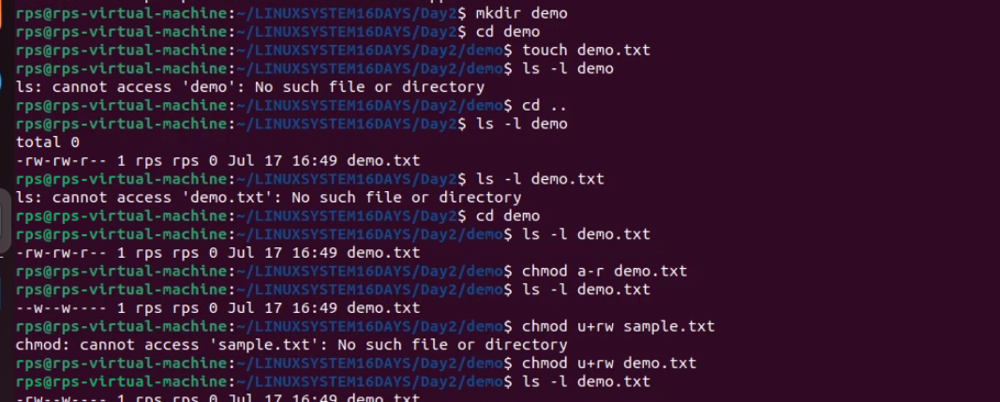 rps@rps-virtual-machine:~/LINUXSYSTEM16DAYS/Day2$ mkdir demo
rps@rps-virtual-machine:~/LINUXSYSTEM16DAYS/Day2$ cd demo
rps@rps-virtual-machine:~/LINUXSYSTEM16DAYS/Day2/demo$ touch demo.txt
rps@rps-virtual-machine:~/LINUXSYSTEM16DAYS/Day2/demo$ ls -l demo
ls: cannot access 'demo': No such file or directory
rps@rps-virtual-machine:~/LINUXSYSTEM16DAYS/Day2/demo$ cd ..
rps@rps-virtual-machine:~/LINUXSYSTEM16DAYS/Day2$ ls -l demo
total 0
-rw-rw-r-- 1 rps rps 0 Jul 17 16:49 demo.txt
rps@rps-virtual-machine:~/LINUXSYSTEM16DAYS/Day2$ ls -l demo.txt
ls: cannot access 'demo.txt': No such file or directory
rps@rps-virtual-machine:~/LINUXSYSTEM16DAYS/Day2$ cd demo
rps@rps-virtual-machine:~/LINUXSYSTEM16DAYS/Day2/demo$ ls -l demo.txt
-rw-rw-r-- 1 rps rps 0 Jul 17 16:49 demo.txt
rps@rps-virtual-machine:~/LINUXSYSTEM16DAYS/Day2/demo$ chmod a-r demo.txt
rps@rps-virtual-machine:~/LINUXSYSTEM16DAYS/Day2/demo$ ls -l demo.txt
--w--w---- 1 rps rps 0 Jul 17 16:49 demo.txt
rps@rps-virtual-machine:~/LINUXSYSTEM16DAYS/Day2/demo$ chmod u+rw sample.txt
chmod: cannot access 'sample.txt': No such file or directory
rps@rps-virtual-machine:~/LINUXSYSTEM16DAYS/Day2/demo$ chmod u+rw demo.txt
rps@rps-virtual-machine:~/LINUXSYSTEM16DAYS/Day2/demo$ ls -l demo.txt
-rw--w---- 1 rps rps 0 Jul 17 16:49 demo.txt